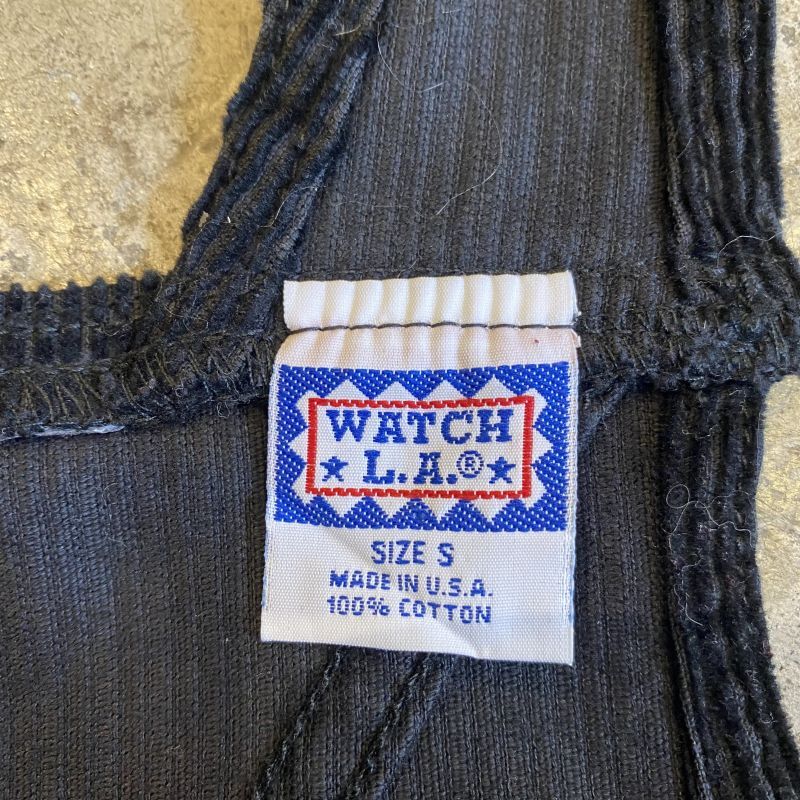 WATCH
★ L.A.® ★
SIZE S
MADE IN U.S.A.
100% COTTON